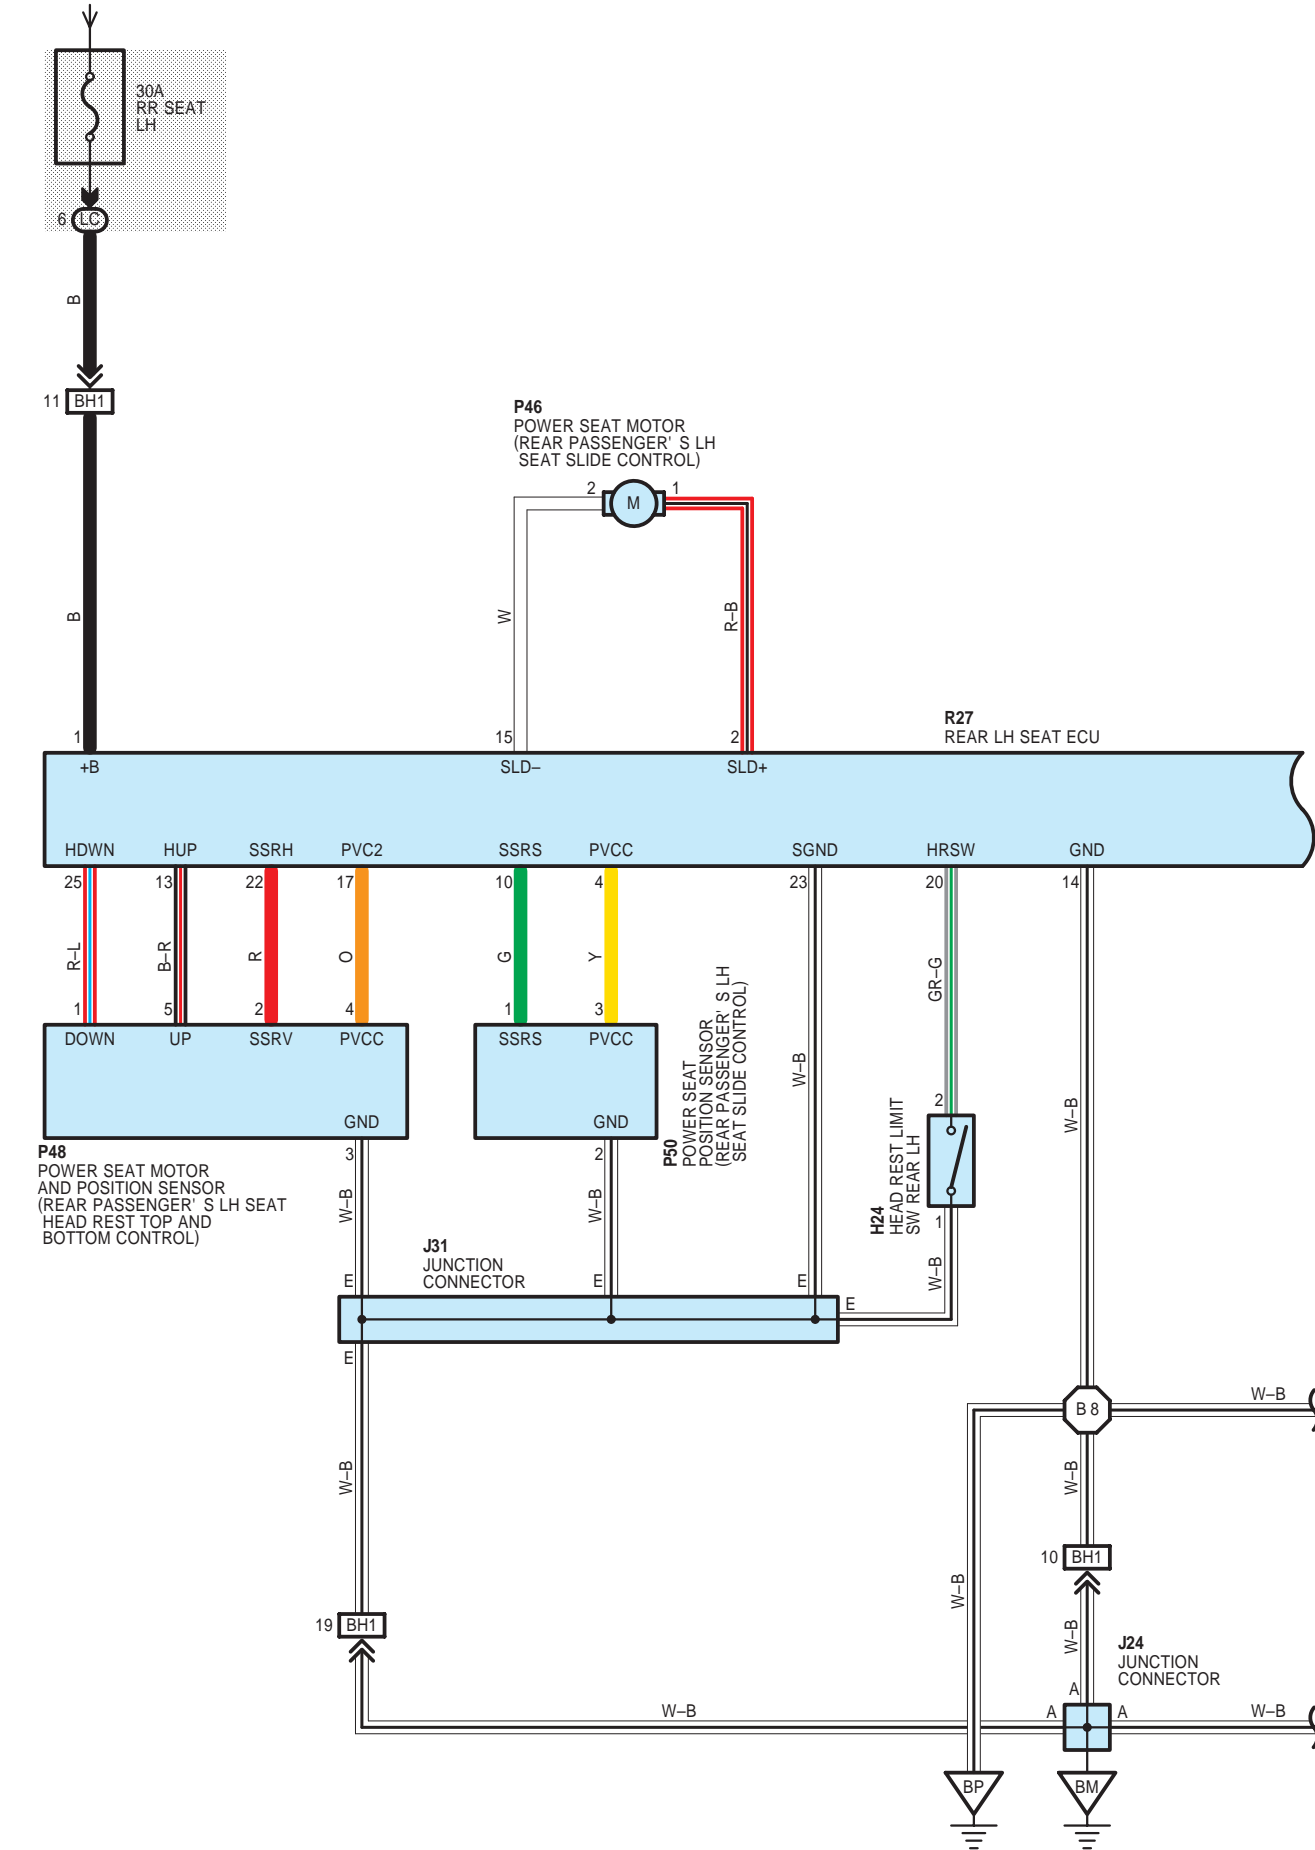 30A
RR SEAT
LH
6 LC
B
11 BH1
P46
POWER SEAT MOTOR
(REAR PASSENGER' S LH
SEAT SLIDE CONTROL)
2 M 1
B
W
R–B
R27
REAR LH SEAT ECU
1 15 2
+B SLD– SLD+
HDWN HUP SSRH PVC2 SSRS PVCC SGND HRSW GND
25 13 22 17 10 4 23 20 14
R–L B–R R O G Y GR–G
1 5 2 4 1 3
DOWN UP SSRV PVCC SSRS PVCC
W–B
W–B
2
GND GND
P48
POWER SEAT MOTOR
AND POSITION SENSOR
(REAR PASSENGER' S LH SEAT
HEAD REST TOP AND
BOTTOM CONTROL)
3
W–B
2
W–B
P50
POWER SEAT
POSITION SENSOR
(REAR PASSENGER' S LH
SEAT SLIDE CONTROL)
H24
HEAD REST LIMIT
SW REAR LH
1
W–B
J31
JUNCTION
CONNECTOR
E E E E
E
W–B
B 8
W–B
W–B
W–B
10 BH1
W–B
19 BH1
J24
JUNCTION
CONNECTOR
A
W–B
A A
W–B
BP BM